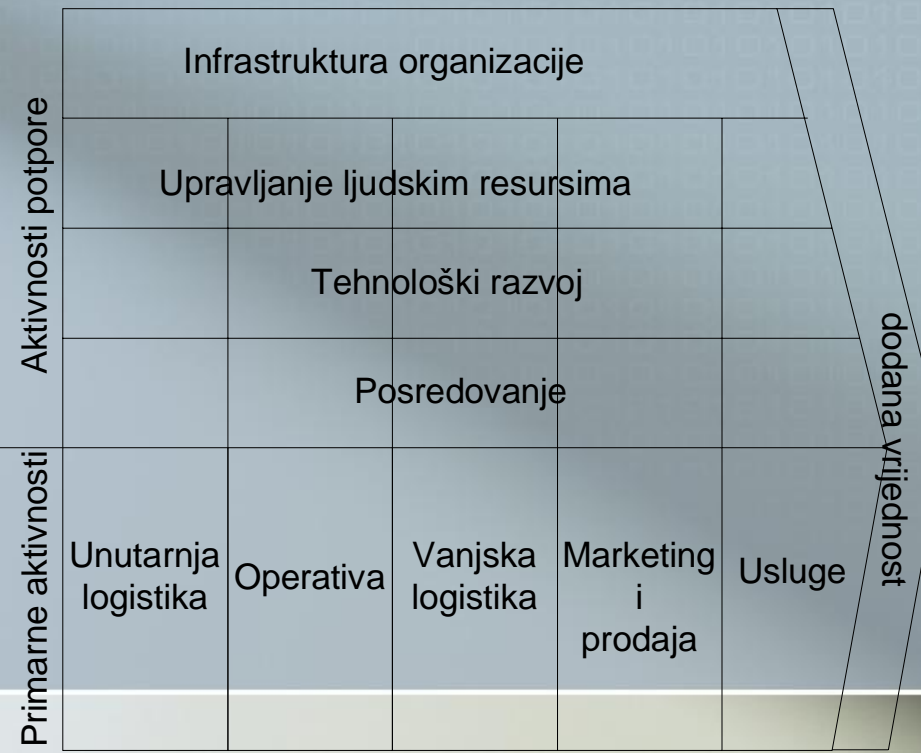 Aktivnosti potpore
Infrastruktura organizacije
Upravljanje ljudskim resursima
Tehnološki razvoj
Posredovanje
Primarne aktivnosti
Unutarnja
logistika
Operativa
Vanjska
logistika
Marketing
i
prodaja
Usluge
dodana vrijednost